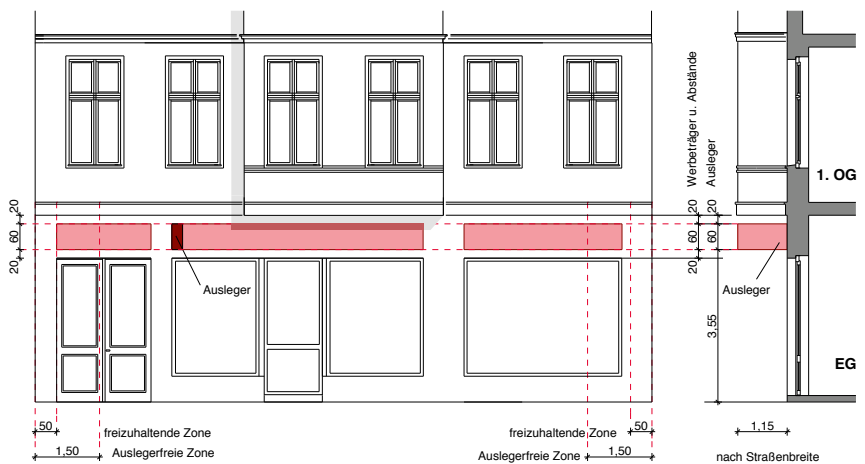 Werbeträger u. Abstände
Ausleger
1. OG
20
60
20
20
60
20
20
60
Ausleger
Ausleger
3,55
EG
50
freizuhaltende Zone
1,50
Auslegerfreie Zone
freizuhaltende Zone
50
Auslegerfreie Zone
1,50
1,15
nach Straßenbreite